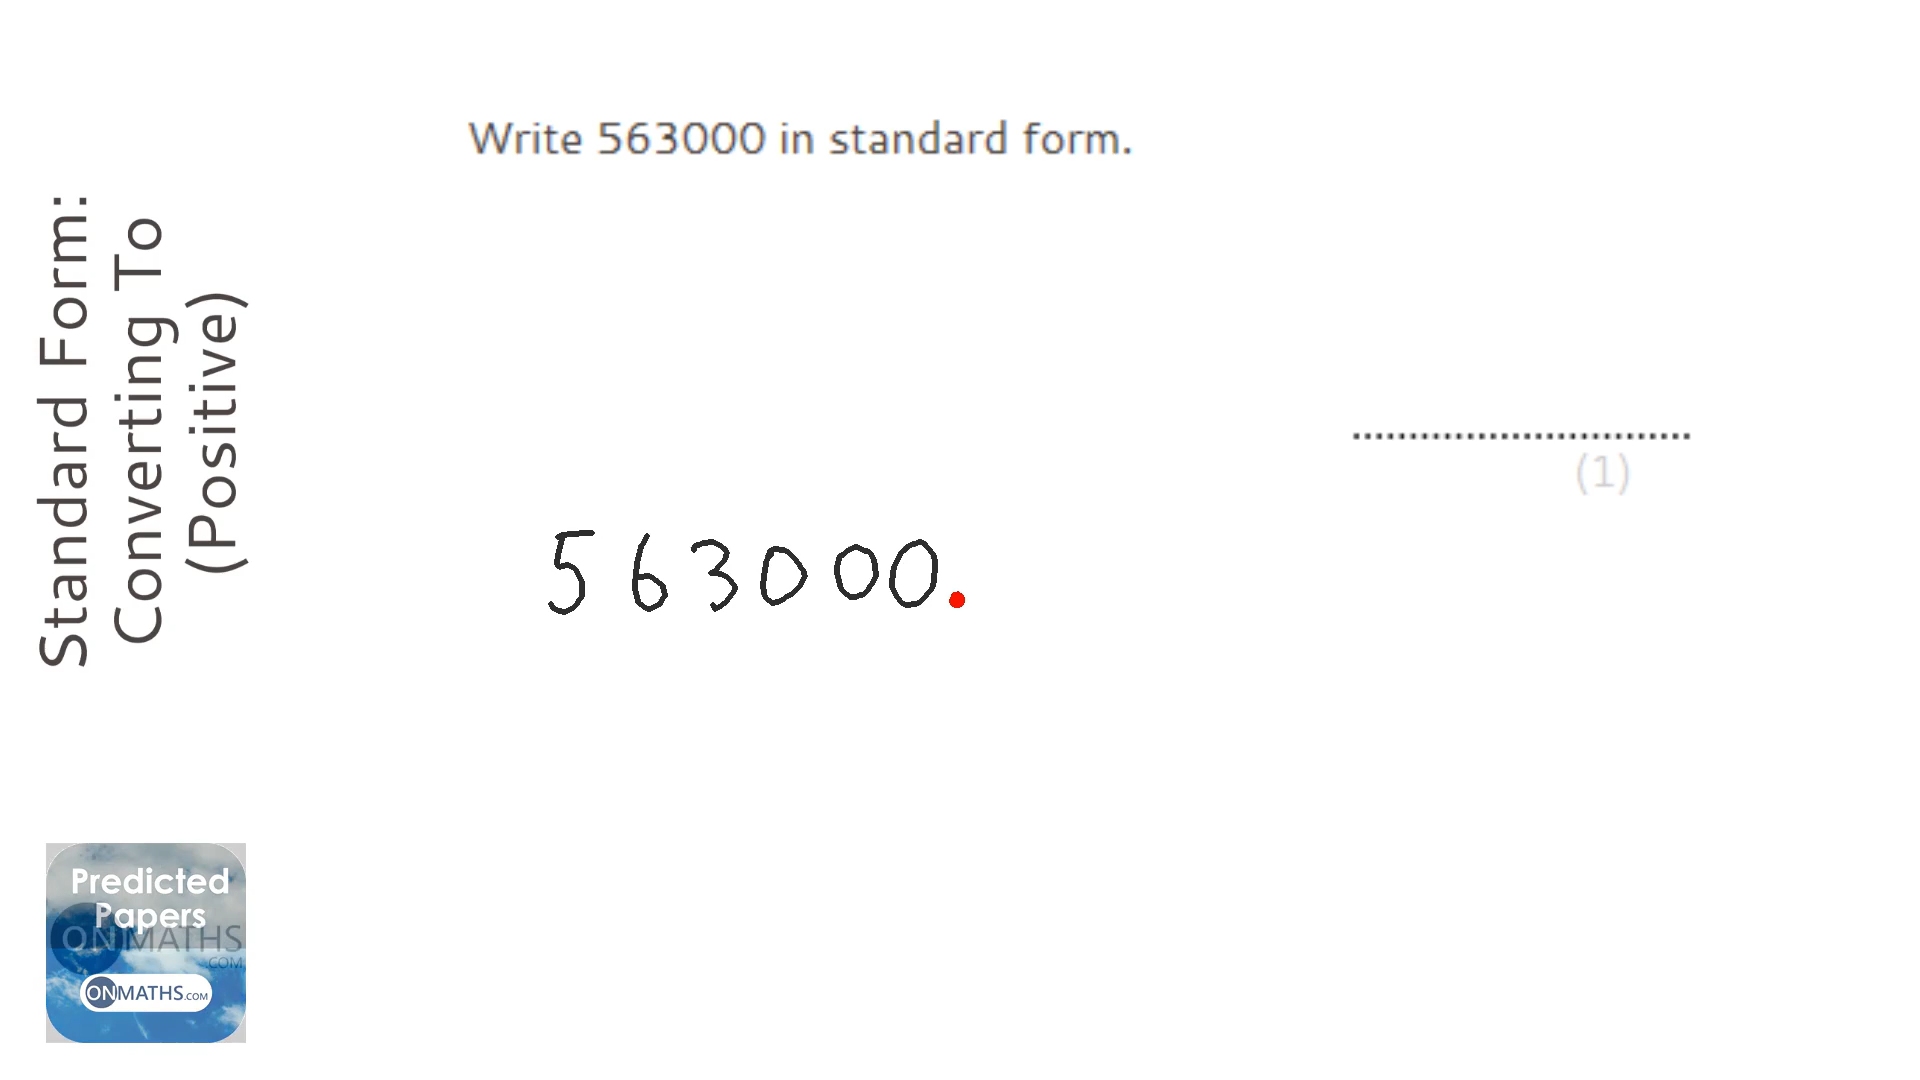 Write 563000 in standard form.
Standard Form:
Converting To
(Positive)
(1)
563000.
Predicted
Papers
ONMATHS
.COM
ONMATHS.COM